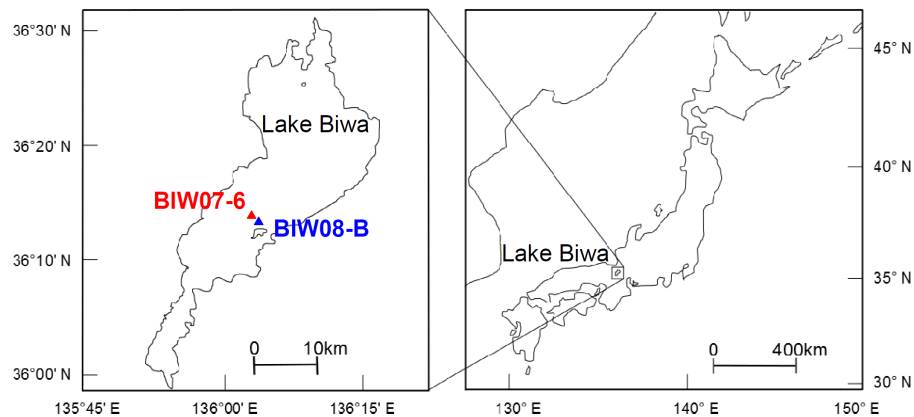 36°30' N
36°20' N
36°10' N
36°00' N
135°45' E
136°00' E
136°15' E
Lake Biwa
BIW07-6
BIW08-B
0 10km
45° N
40° N
35° N
30° N
130° E
140° E
150° E
Lake Biwa
0 400km